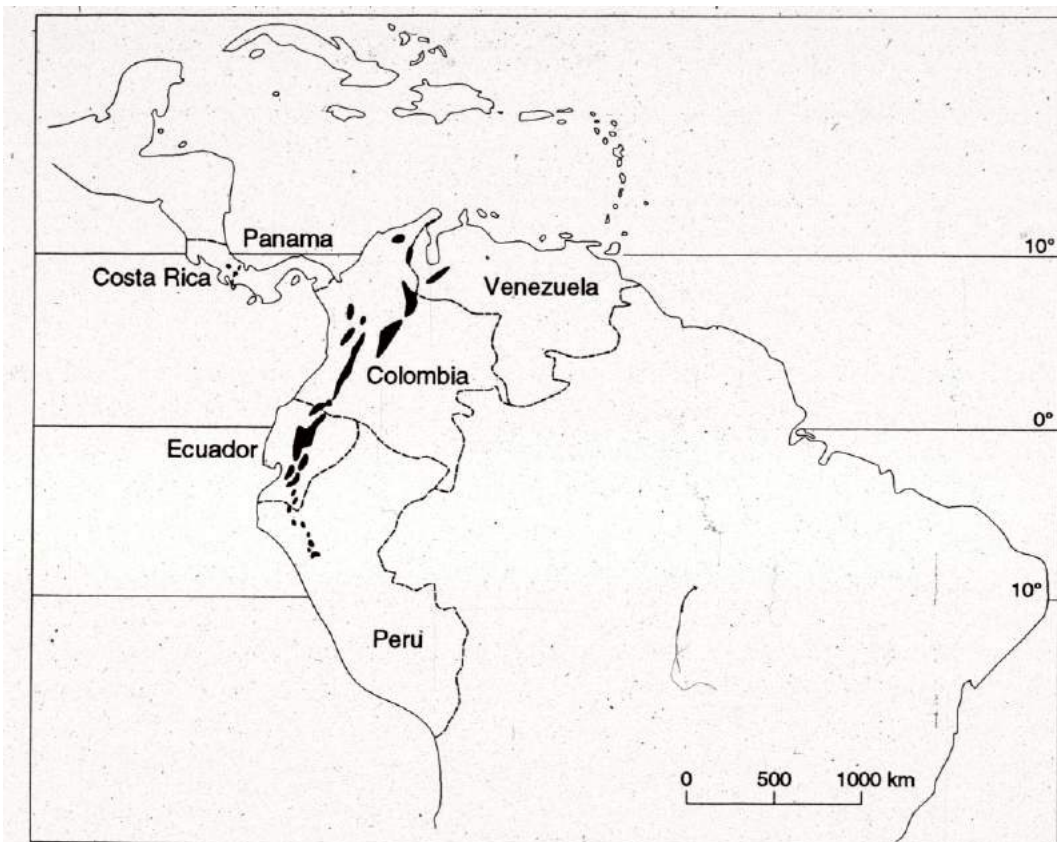 Panama
10°
Costa Rica
Venezuela
Colombia
Ecuador
0°
10°
Peru
0 500 1000 km